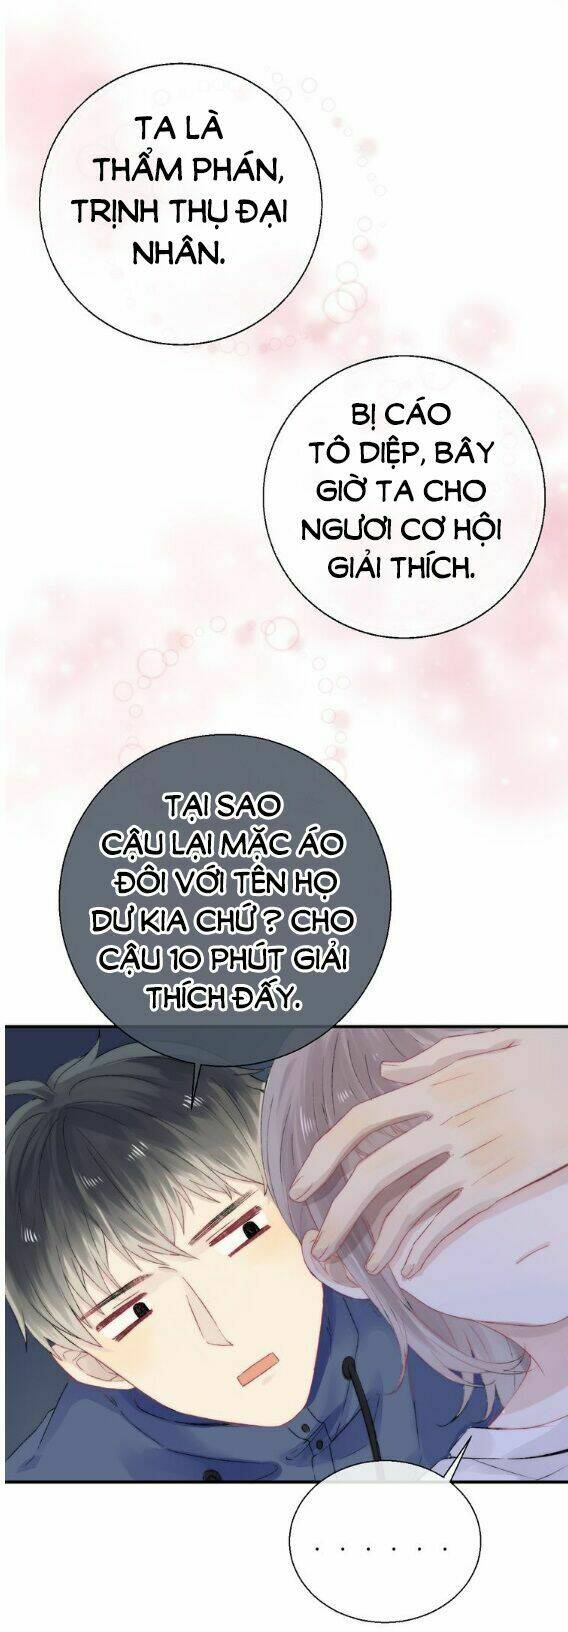 TA LÀ
THẨM PHÁN,
TRỊNH THỤ ĐẠI
NHÂN.
BỊ CÁO
TÔ DIỆP, BÂY
GIỜ TA CHO
NGƯƠI CƠ HỘI
GIẢI THÍCH.
TẠI SAO
CẬU LẠI MẶC ÁO
ĐÔI VỚI TÊN HỌ
DƯ KIA CHỨ ? CHO
CẬU 10 PHÚT GIẢI
THÍCH ĐẤY.
. . . . . .